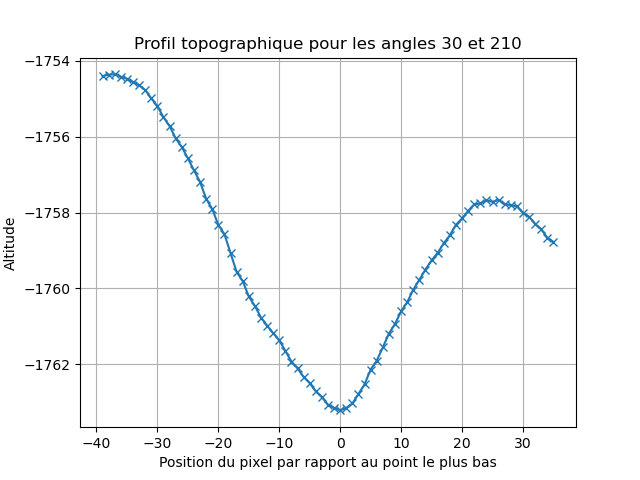 Profil topographique pour les angles 30 et 210
−1754
−1756
−1758
−1760
−1762
Altitude
−40 −30 −20 −10 0 10 20 30
Position du pixel par rapport au point le plus bas